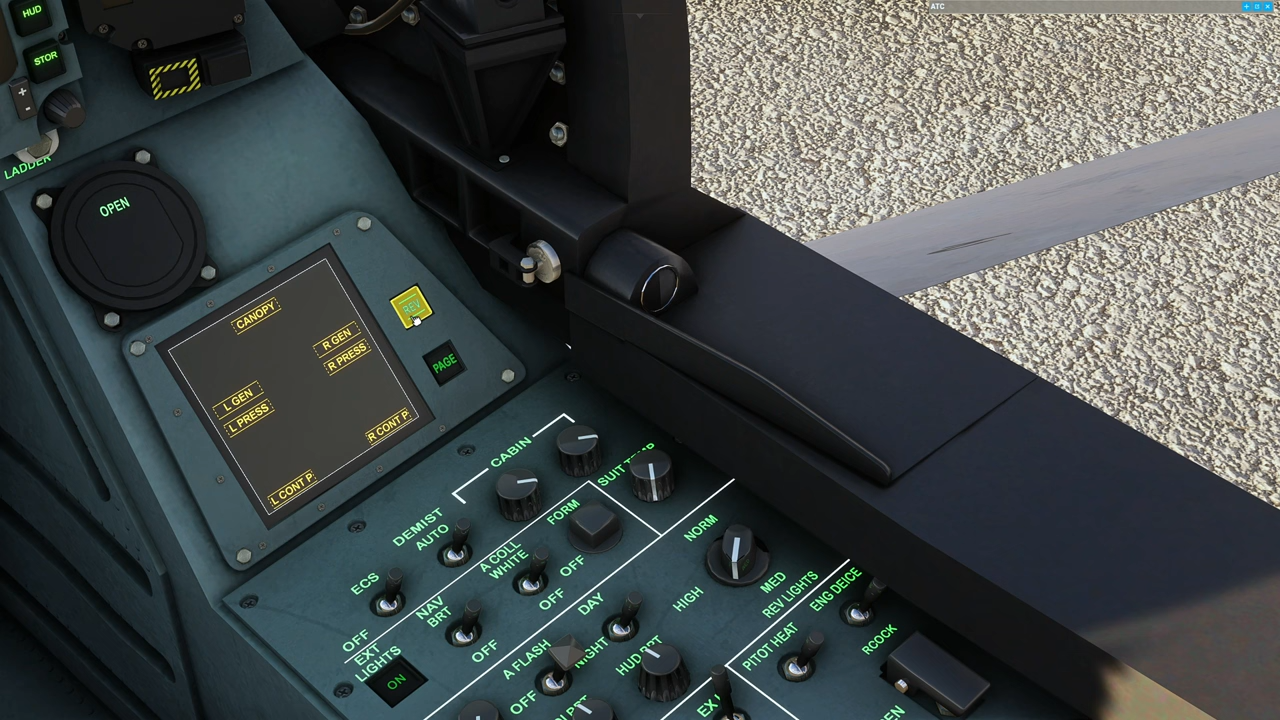 ATC
HUD
STOR
+
-
LADDER
OPEN
CANOPY
REV
R GEN
R PRESS
PAGE
L GEN
L PRESS
R CONT P
L CONT P
CABIN
SUIT TEMP
DEMIST
AUTO
FORM
A COLL
WHITE
OFF
NORM
ECS
NAV
BRT
OFF
DAY
HIGH
MED
REV LIGHTS
ENG DEICE
OFF
EXT
LIGHTS
OFF
A FLASH
NIGHT
HUD RPT
PITOT HEAT
RCOCK
ON
OFF